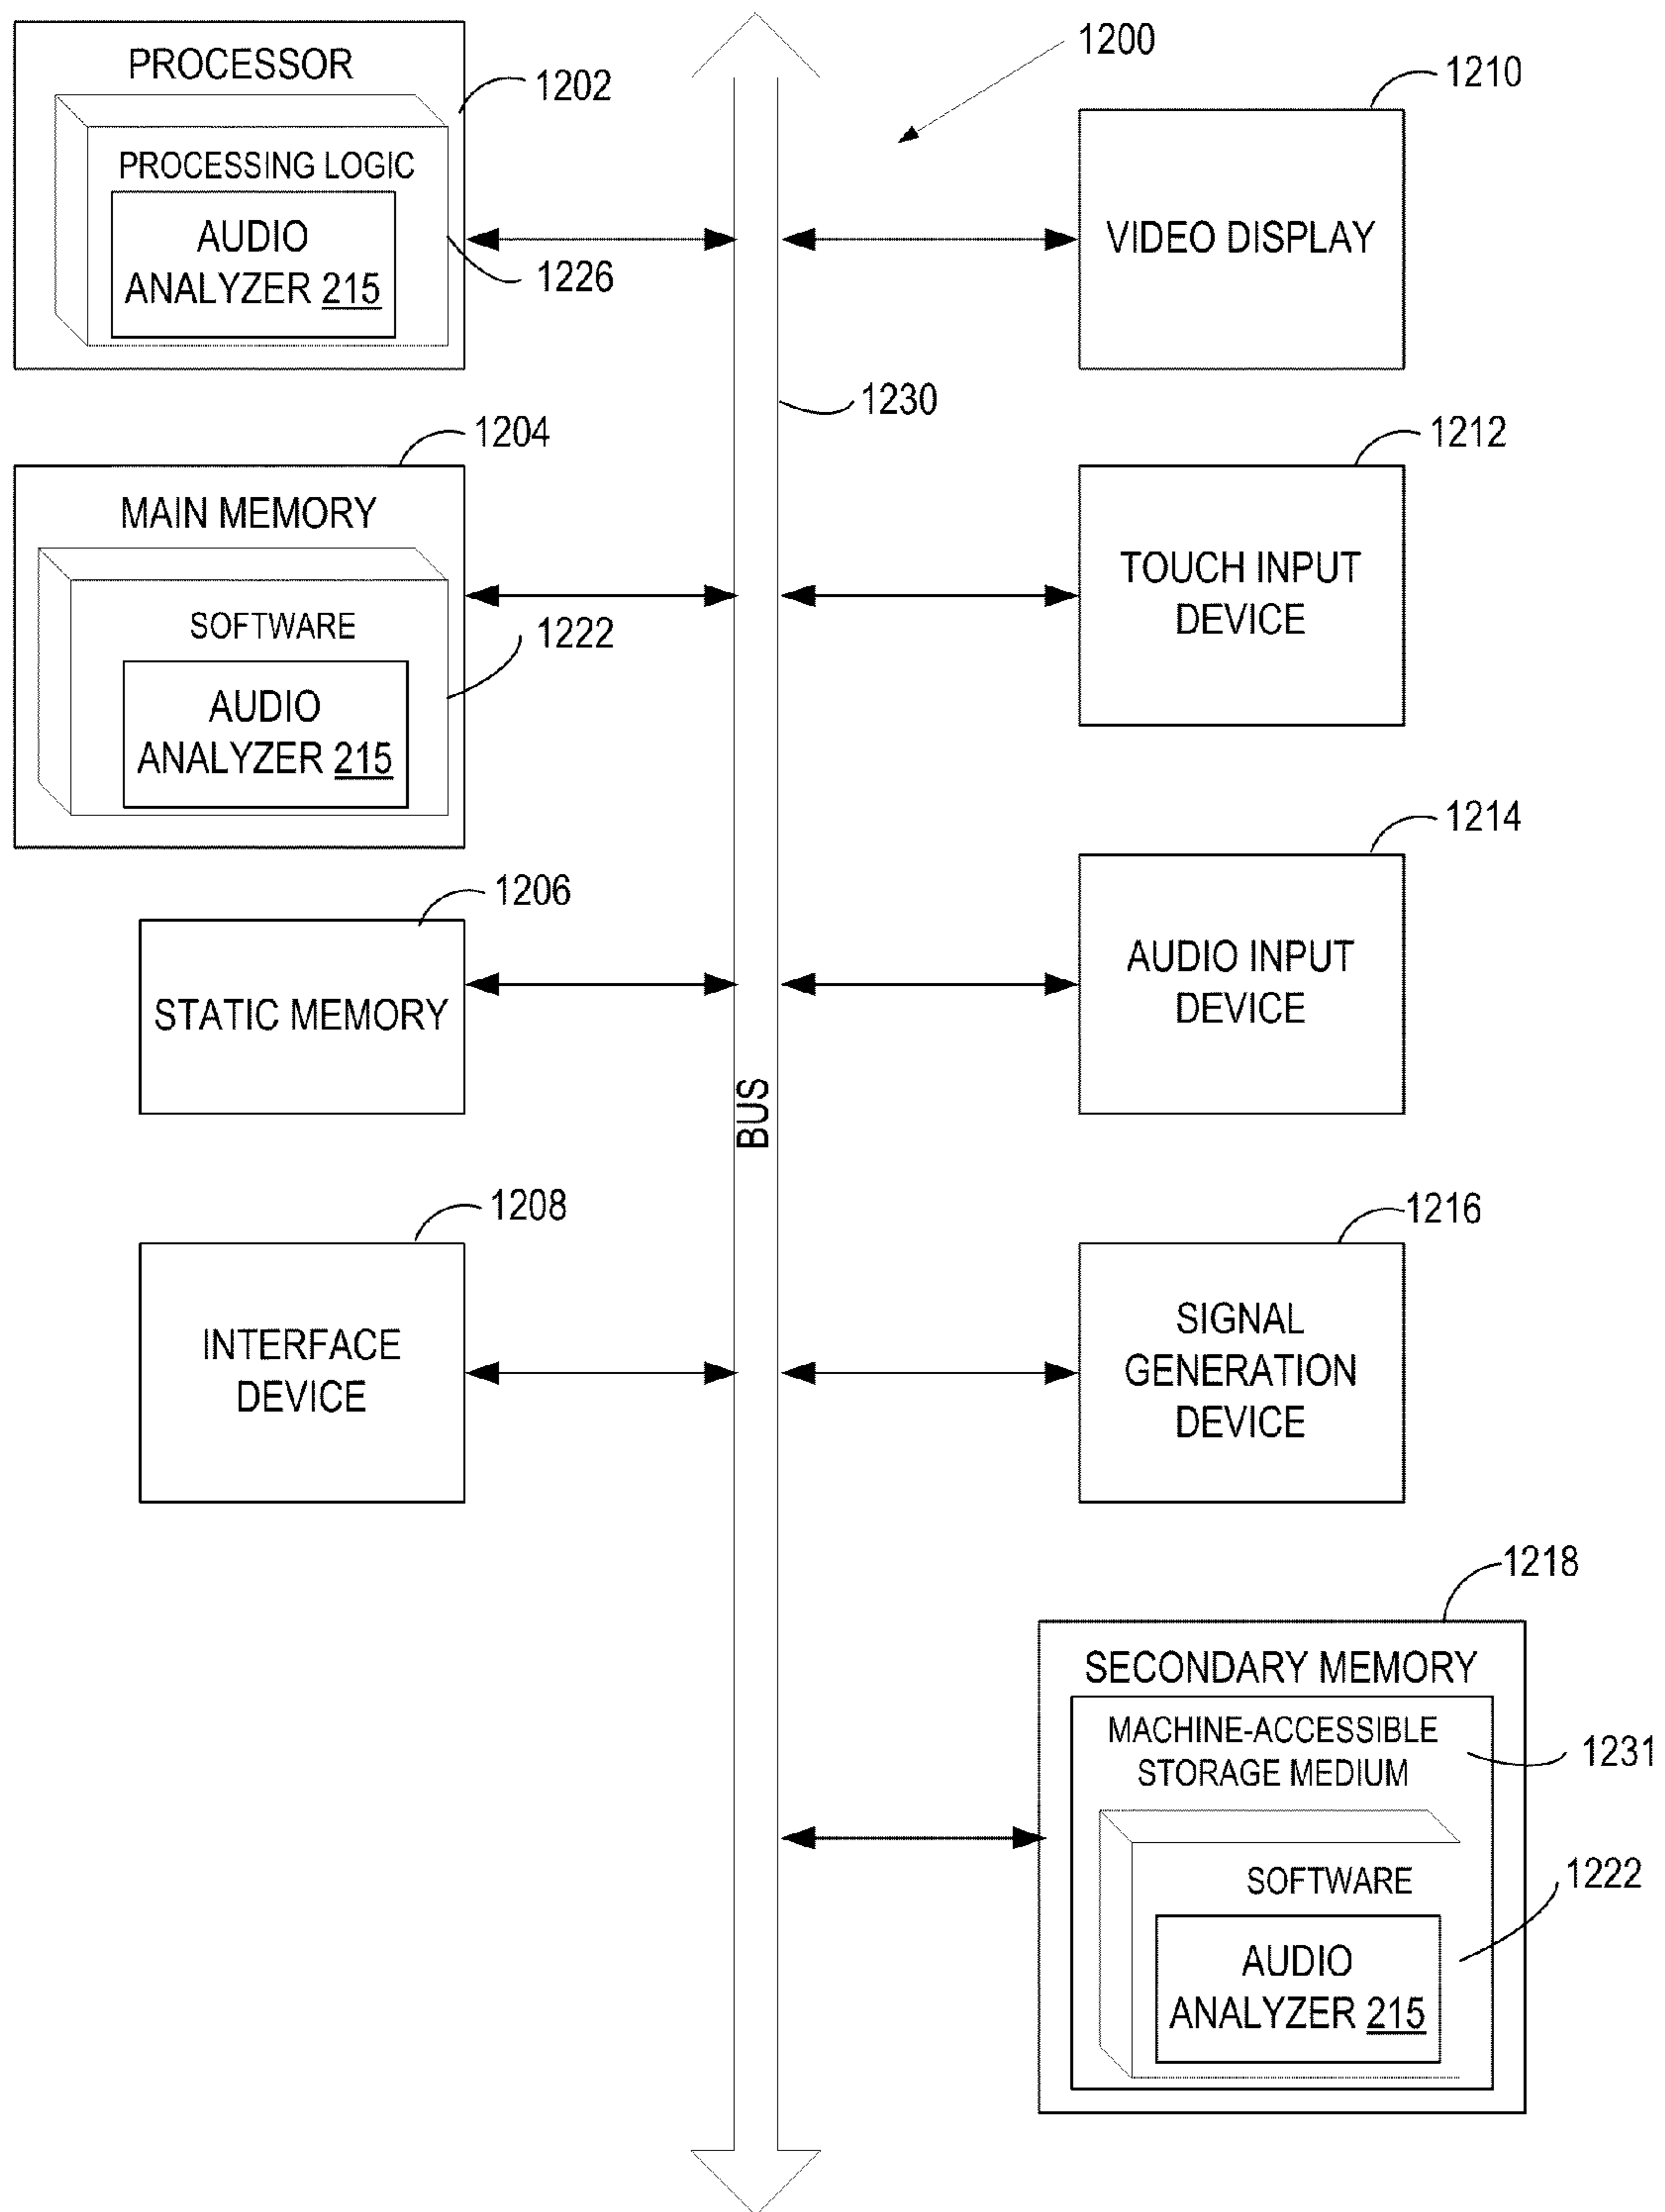 PROCESSOR
1202
PROCESSING LOGIC
AUDIO
ANALYZER 215
1226
1204
MAIN MEMORY
SOFTWARE
1222
AUDIO
ANALYZER 215
1206
STATIC MEMORY
1208
INTERFACE
DEVICE
BUS
1230
1200
1210
VIDEO DISPLAY
1212
TOUCH INPUT
DEVICE
1214
AUDIO INPUT
DEVICE
1216
SIGNAL
GENERATION
DEVICE
1218
SECONDARY MEMORY
MACHINE-ACCESSIBLE
STORAGE MEDIUM
1231
SOFTWARE
1222
AUDIO
ANALYZER 215